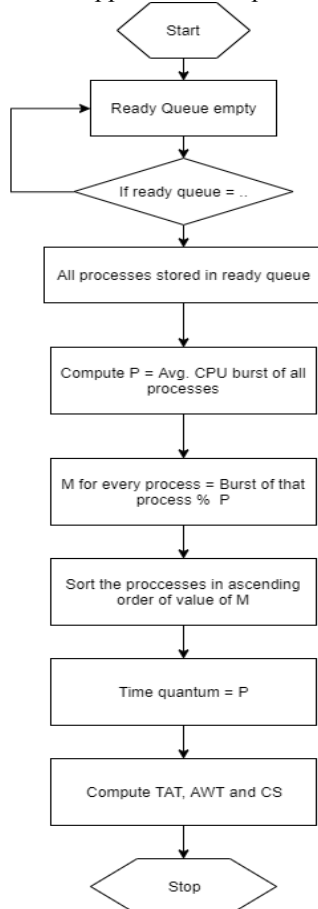 Start
Ready Queue empty
If ready queue = ..
All processes stored in ready queue
Compute P = Avg. CPU burst of all
processes
M for every process = Burst of that
process % P
Sort the proccesses in ascending
order of value of M
Time quantum = P
Compute TAT, AWT and CS
Stop